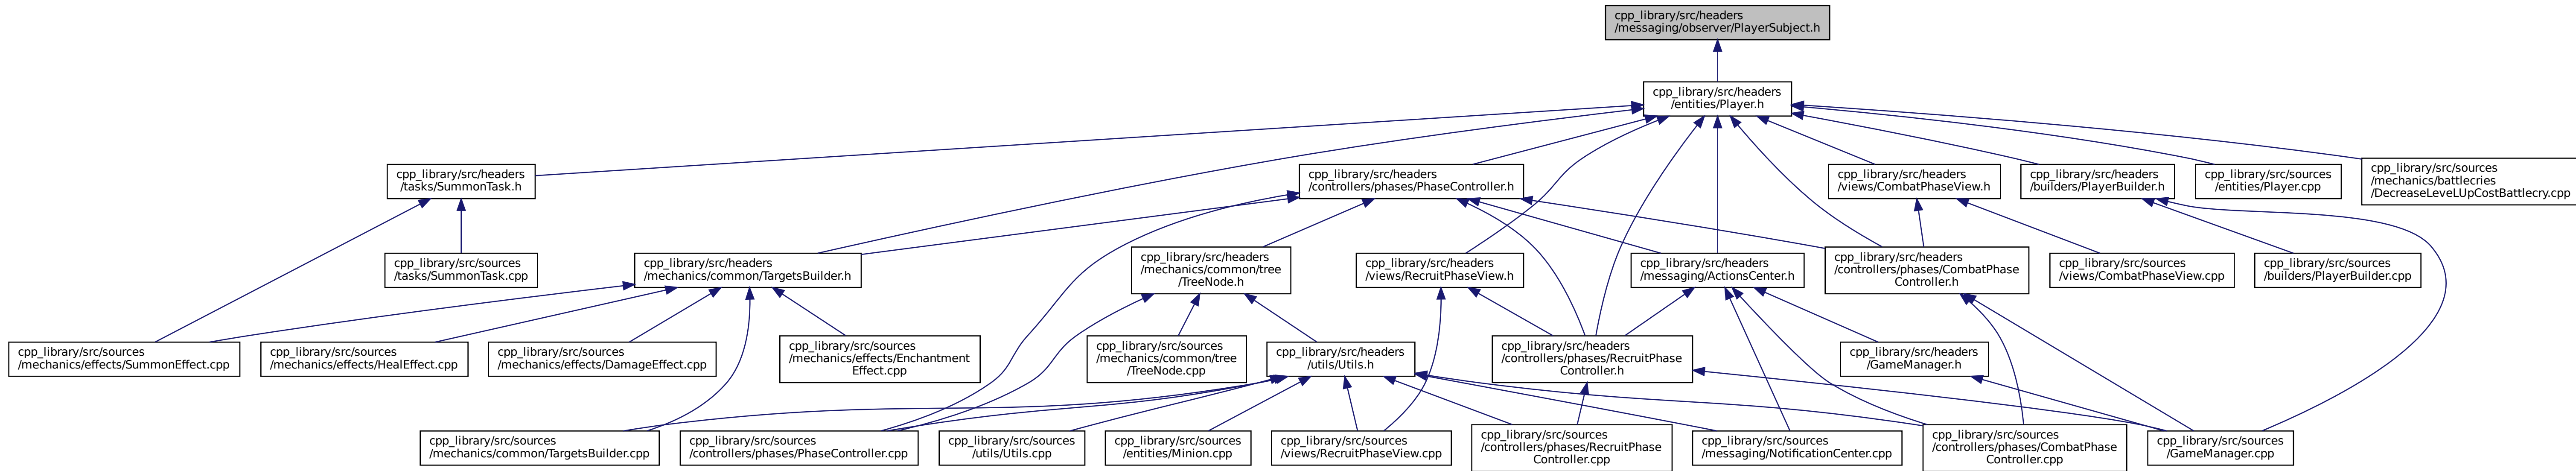 cpp_library/src/headers
/messaging/observer/PlayerSubject.h
cpp_library/src/headers
/entities/Player.h
cpp_library/src/headers
/tasks/SummonTask.h
cpp_library/src/headers
/controllers/phases/PhaseController.h
cpp_library/src/headers
/views/CombatPhaseView.h
cpp_library/src/headers
/builders/PlayerBuilder.h
cpp_library/src/sources
/entities/Player.cpp
cpp_library/src/sources
/mechanics/battlecries
/DecreaseLeveLUpCostBattlecry.cpp
cpp_library/src/sources
/tasks/SummonTask.cpp
cpp_library/src/headers
/mechanics/common/TargetsBuilder.h
cpp_library/src/headers
/mechanics/common/tree
/TreeNode.h
cpp_library/src/headers
/views/RecruitPhaseView.h
cpp_library/src/headers
/messaging/ActionsCenter.h
cpp_library/src/headers
/controllers/phases/CombatPhase
Controller.h
cpp_library/src/sources
/views/CombatPhaseView.cpp
cpp_library/src/sources
/builders/PlayerBuilder.cpp
cpp_library/src/sources
/mechanics/effects/SummonEffect.cpp
cpp_library/src/sources
/mechanics/effects/HealEffect.cpp
cpp_library/src/sources
/mechanics/effects/DamageEffect.cpp
cpp_library/src/sources
/mechanics/effects/Enchantment
Effect.cpp
cpp_library/src/sources
/mechanics/common/tree
/TreeNode.cpp
cpp_library/src/headers
/utils/Utils.h
cpp_library/src/headers
/controllers/phases/RecruitPhase
Controller.h
cpp_library/src/headers
/GameManager.h
cpp_library/src/sources
/mechanics/common/TargetsBuilder.cpp
cpp_library/src/sources
/controllers/phases/PhaseController.cpp
cpp_library/src/sources
/utils/Utils.cpp
cpp_library/src/sources
/entities/Minion.cpp
cpp_library/src/sources
/views/RecruitPhaseView.cpp
cpp_library/src/sources
/controllers/phases/RecruitPhase
Controller.cpp
cpp_library/src/sources
/messaging/NotificationCenter.cpp
cpp_library/src/sources
/controllers/phases/CombatPhase
Controller.cpp
cpp_library/src/sources
/GameManager.cpp